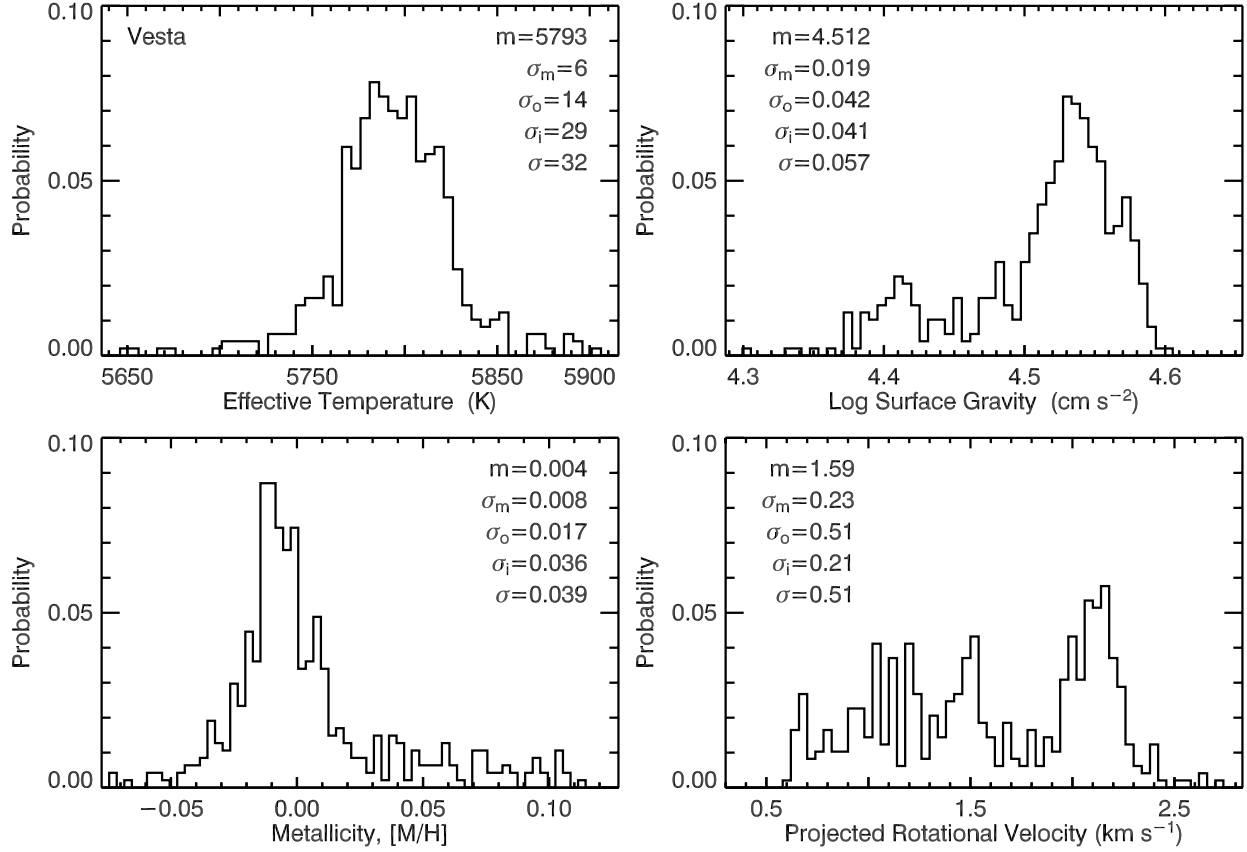 0.10
Vesta
m=5793
σm=6
σo=14
σi=29
σ=32
Probability
0.05
0.00
5650 5750 5850 5900
Effective Temperature (K)
0.10
m=4.512
σm=0.019
σo=0.042
σi=0.041
σ=0.057
Probability
0.05
0.00
4.3 4.4 4.5 4.6
Log Surface Gravity (cm s−2)
0.10
m=0.004
σm=0.008
σo=0.017
σi=0.036
σ=0.039
Probability
0.05
0.00
−0.05 0.00 0.05 0.10
Metallicity, [M/H]
0.10
m=1.59
σm=0.23
σo=0.51
σi=0.21
σ=0.51
Probability
0.05
0.00
0.5 1.5 2.5
Projected Rotational Velocity (km s−1)